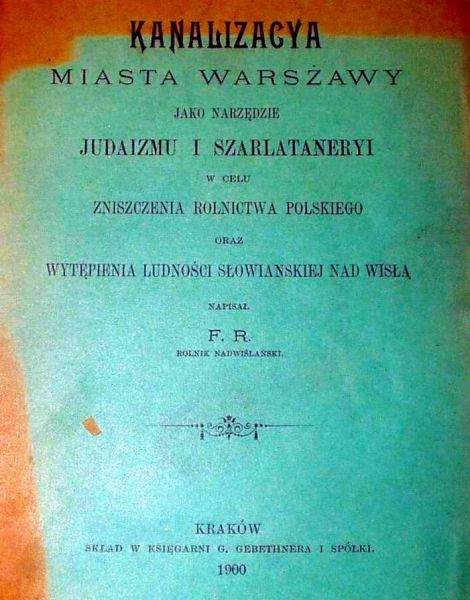 KANALIZACYA
MIASTA WARSZAWY
JAKO NARZĘDZIE
JUDAIZMU I SZARLATANERYI
W CELU
ZNISZCZENIA ROLNICTWA POLSKIEGO
ORAZ
WYTĘPIENIA LUDNOŚCI SŁOWIANSKIEJ NAD WISŁĄ
NAPISAŁ
F. R.
ROLNIK NADWIŚLAŃSKI.
KRAKÓW
SKŁAD W KSIĘGARNI G. GEBETHNERA I SPÓŁKI.
1900